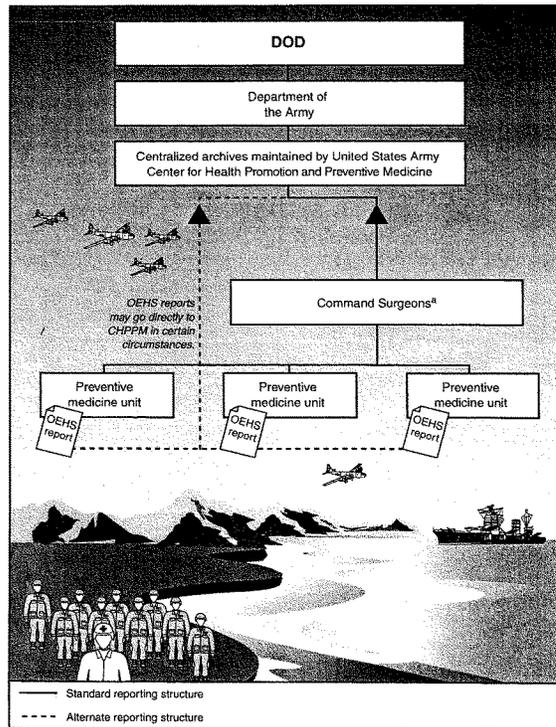 DOD
Department of
the Army
Centralized archives maintained by United States Army
Center for Health Promotion and Preventive Medicine
OEHS reports
may go directly to
CHPPM in certain
circumstances.
Command Surgeonsa
Preventive
medicine unit
OEHS
report
Preventive
medicine unit
OEHS
report
Preventive
medicine unit
OEHS
report
Standard reporting structure
Alternate reporting structure